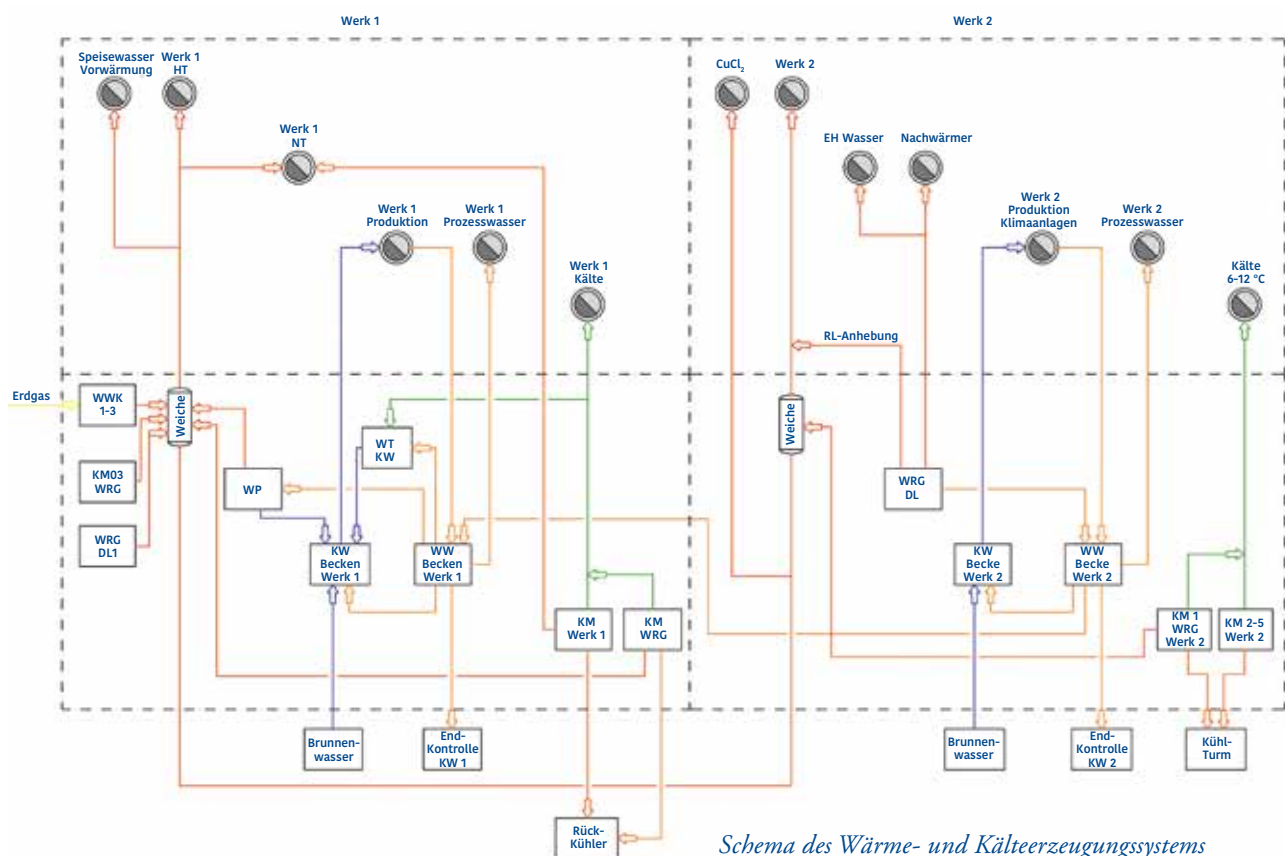 Werk 1
Werk 2
Speisewasser
Vorwärmung
Werk 1
HT
CuCl₂
Werk 2
Werk 1
NT
EH Wasser
Nachwärmer
Werk 1
Produktion
Werk 1
Prozesswasser
Werk 2
Produktion
Klimaanlagen
Werk 2
Prozesswasser
Werk 1
Kälte
Kälte
6-12 °C
RL-Anhebung
Erdgas
WWK
1-3
Weiche
Weiche
WT
KW
KM03
WRG
WP
WRG
DL
WRG
DL1
KW
Becken
Werk 1
WW
Becken
Werk 1
KW
Becke
Werk 2
WW
Becke
Werk 2
KM
Werk 1
KM
WRG
KM 1
WRG
Werk 2
KM 2-5
Werk 2
Brunnen-
wasser
End-
Kontrolle
KW 1
Brunnen-
wasser
End-
Kontrolle
KW 2
Kühl-
Turm
Rück-
Kühler
Schema des Wärme- und Kälteerzeugungssystems